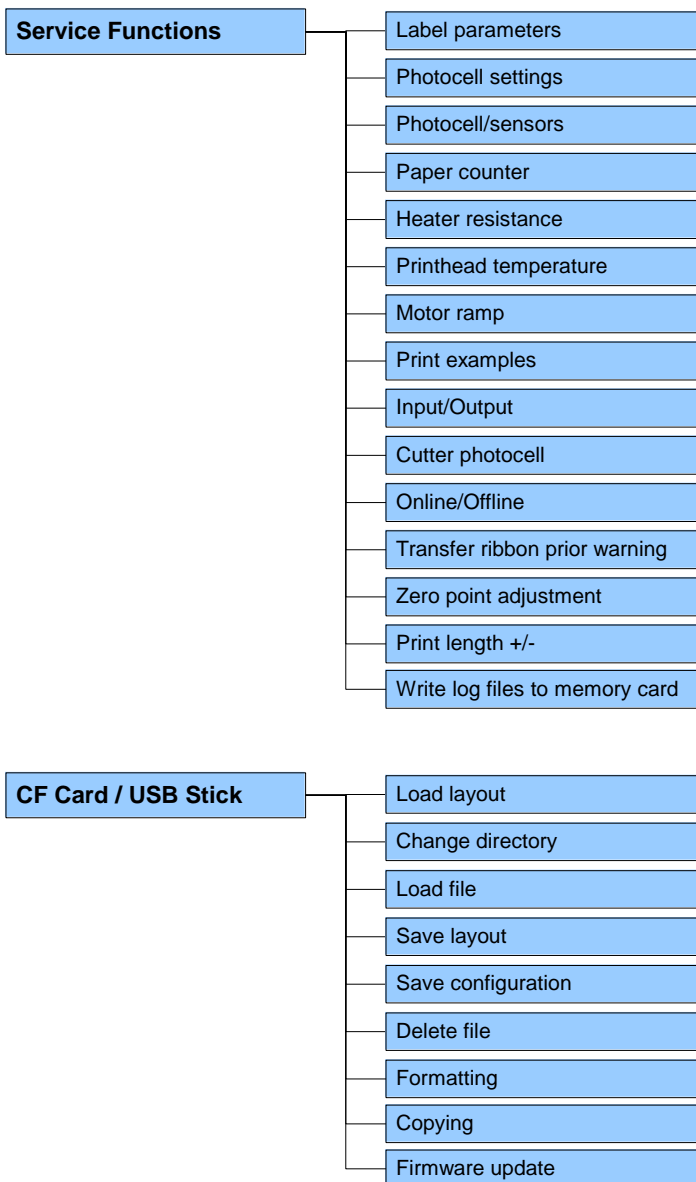 Service Functions
Label parameters
Photocell settings
Photocell/sensors
Paper counter
Heater resistance
Printhead temperature
Motor ramp
Print examples
Input/Output
Cutter photocell
Online/Offline
Transfer ribbon prior warning
Zero point adjustment
Print length +/-
Write log files to memory card
CF Card / USB Stick
Load layout
Change directory
Load file
Save layout
Save configuration
Delete file
Formatting
Copying
Firmware update